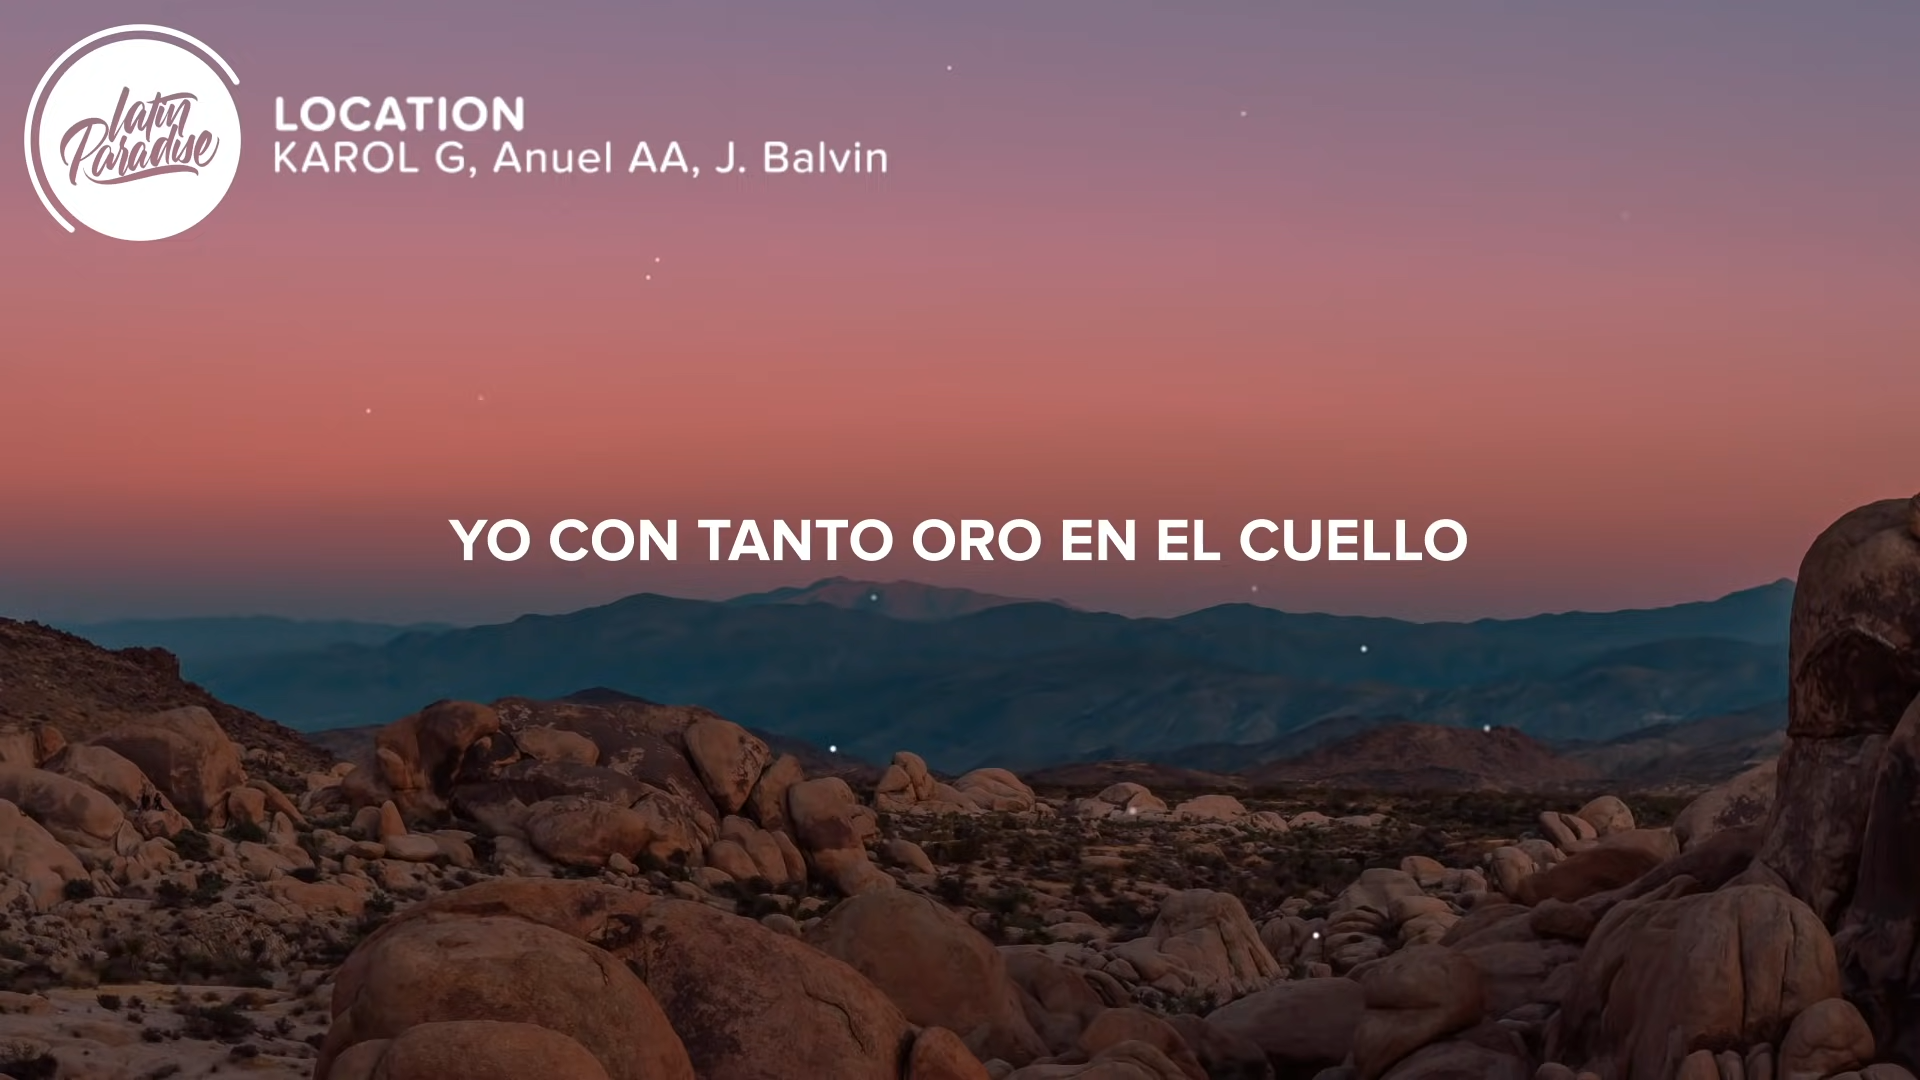 Latin
Paradise
LOCATION
KAROL G, Anuel AA, J. Balvin
YO CON TANTO ORO EN EL CUELLO